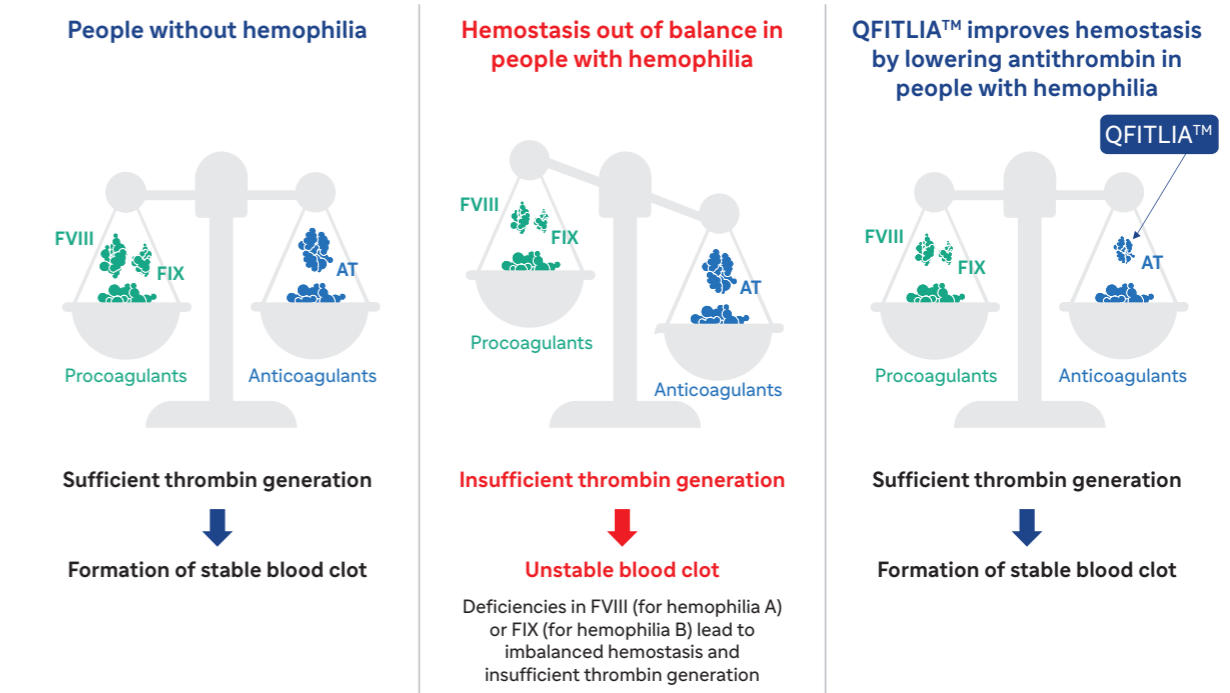 People without hemophilia
FVIII
FIX
AT
Procoagulants
Anticoagulants
Sufficient thrombin generation
Formation of stable blood clot
Hemostasis out of balance in
people with hemophilia
FVIII
FIX
AT
Procoagulants
Anticoagulants
Insufficient thrombin generation
Unstable blood clot
Deficiencies in FVIII (for hemophilia A)
or FIX (for hemophilia B) lead to
imbalanced hemostasis and
insufficient thrombin generation
QFITLIA™ improves hemostasis
by lowering antithrombin in
people with hemophilia
QFITLIA™
FVIII
FIX
AT
Procoagulants
Anticoagulants
Sufficient thrombin generation
Formation of stable blood clot